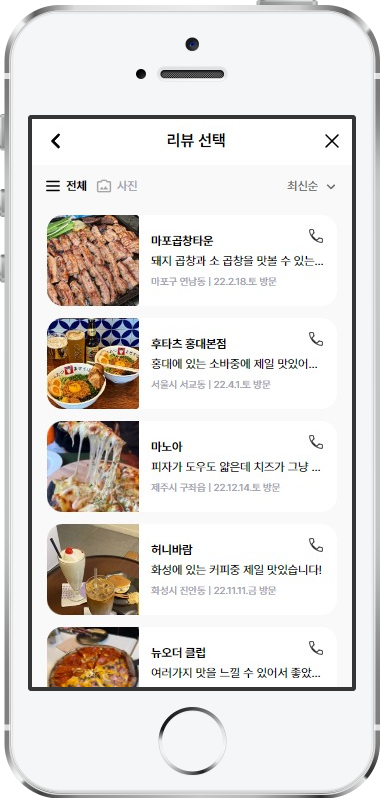 리뷰 선택
전체 사진 최신순
마포곱창타운
돼지 곱창과 소 곱창을 맛볼 수 있는...
마포구 연남동 | 22.2.18.토 방문
후타츠 홍대본점
홍대에 있는 소바중에 제일 맛있어...
서울시 서교동 | 22.4.1.토 방문
마노아
피자가 도우도 얇은데 치즈가 그냥 ...
제주시 구좌읍 | 22.12.14.토 방문
허니바람
화성에 있는 커피중 제일 맛있습니다!
화성시 진안동 | 22.11.11.금 방문
뉴오더 클럽
여러가지 맛을 느낄 수 있어서 좋았...